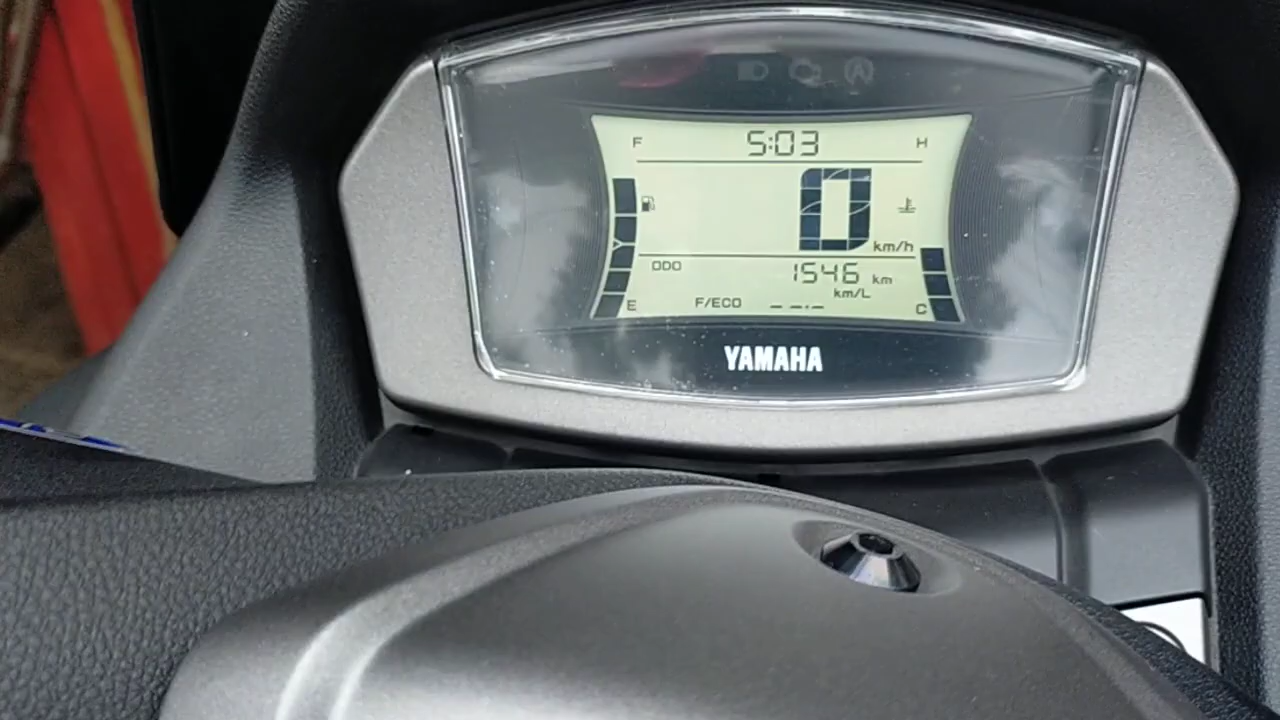 F 5:03 H
0 km/h
ODO 1546 km
km/L
E F/ECO --.- C
YAMAHA